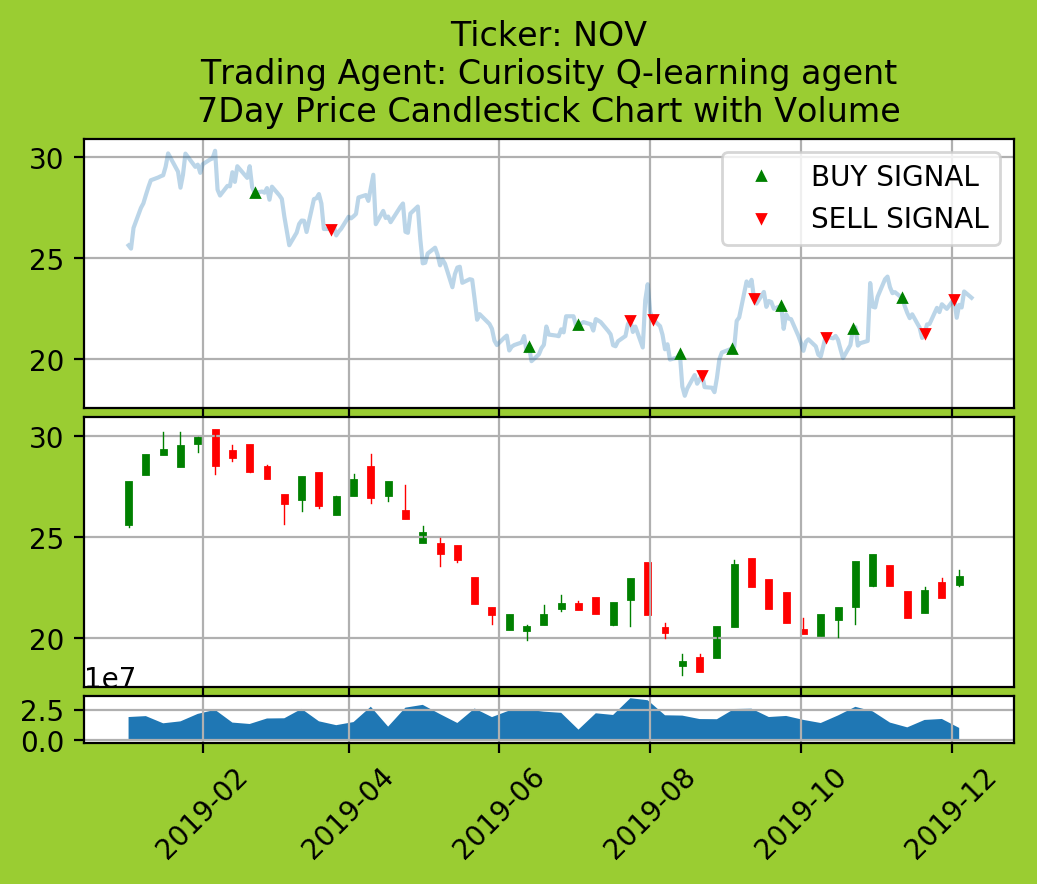 Ticker: NOV
Trading Agent: Curiosity Q-learning agent
7Day Price Candlestick Chart with Volume
30
25
20
BUY SIGNAL
SELL SIGNAL
30
25
20
1e7
2.5
0.0
2019-02
2019-04
2019-06
2019-08
2019-10
2019-12